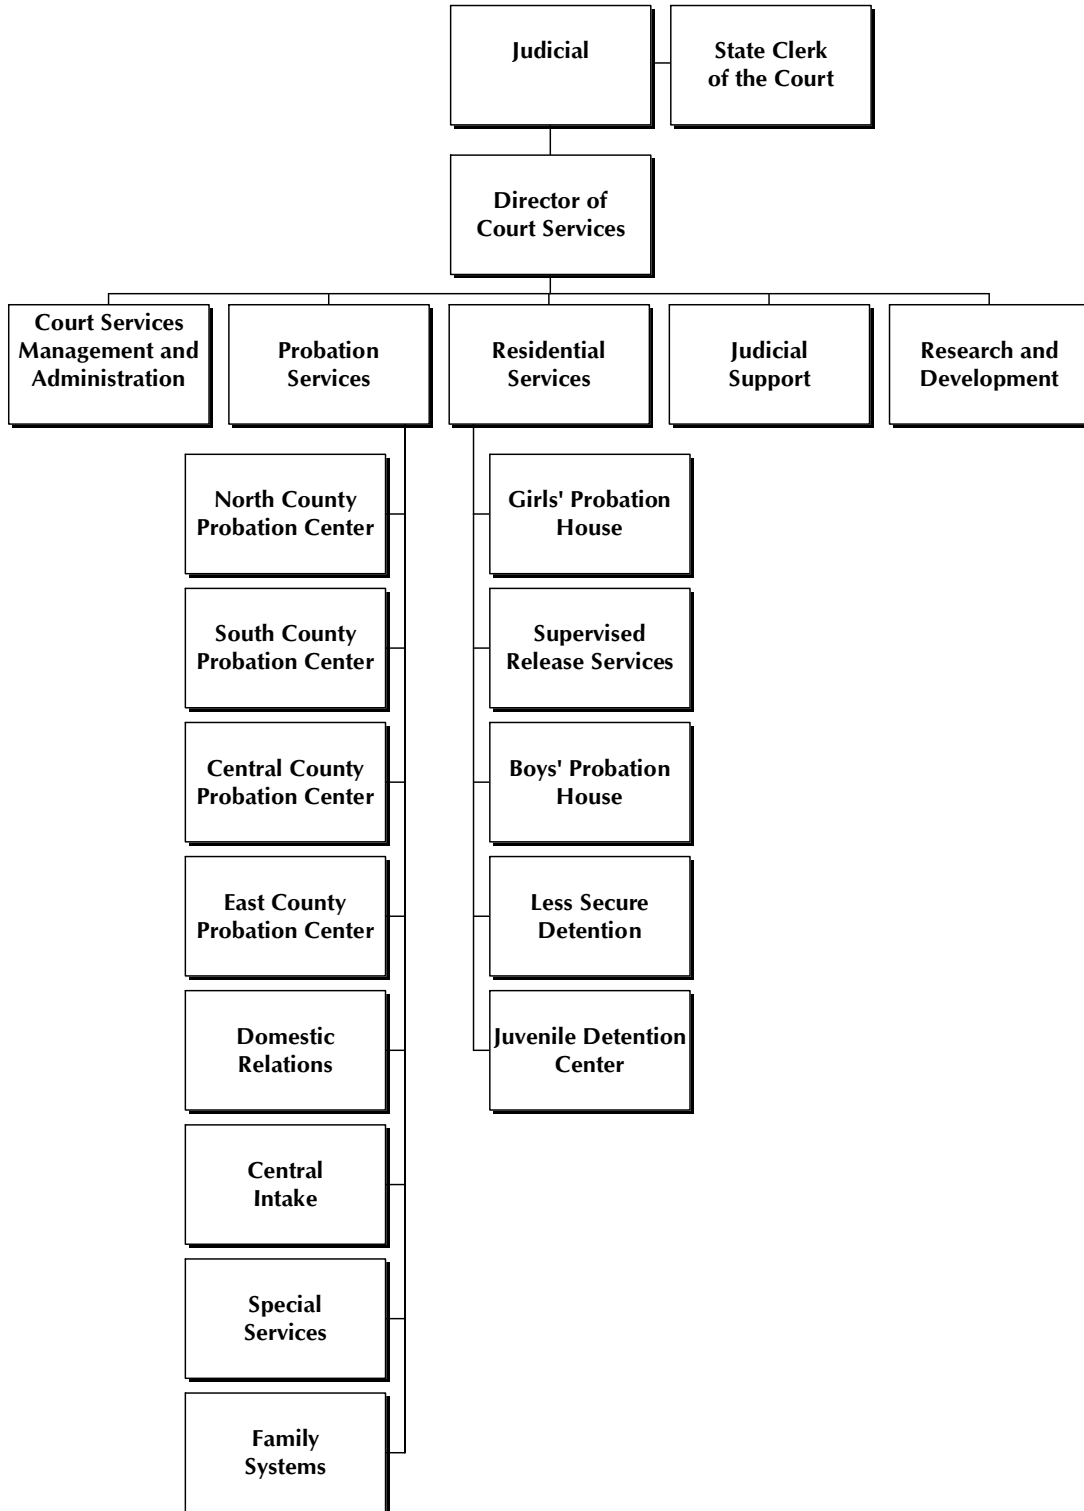 Judicial
State Clerk
of the Court
Director of
Court Services
Court Services
Management and
Administration
Probation
Services
Residential
Services
Judicial
Support
Research and
Development
North County
Probation Center
South County
Probation Center
Central County
Probation Center
East County
Probation Center
Domestic
Relations
Central
Intake
Special
Services
Family
Systems
Girls' Probation
House
Supervised
Release Services
Boys' Probation
House
Less Secure
Detention
Juvenile Detention
Center